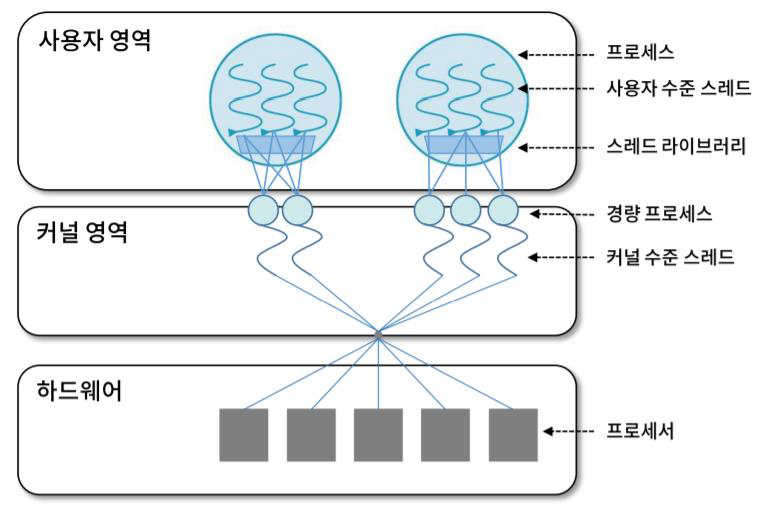 사용자 영역
프로세스
사용자 수준 스레드
스레드 라이브러리
커널 영역
경량 프로세스
커널 수준 스레드
하드웨어
프로세서